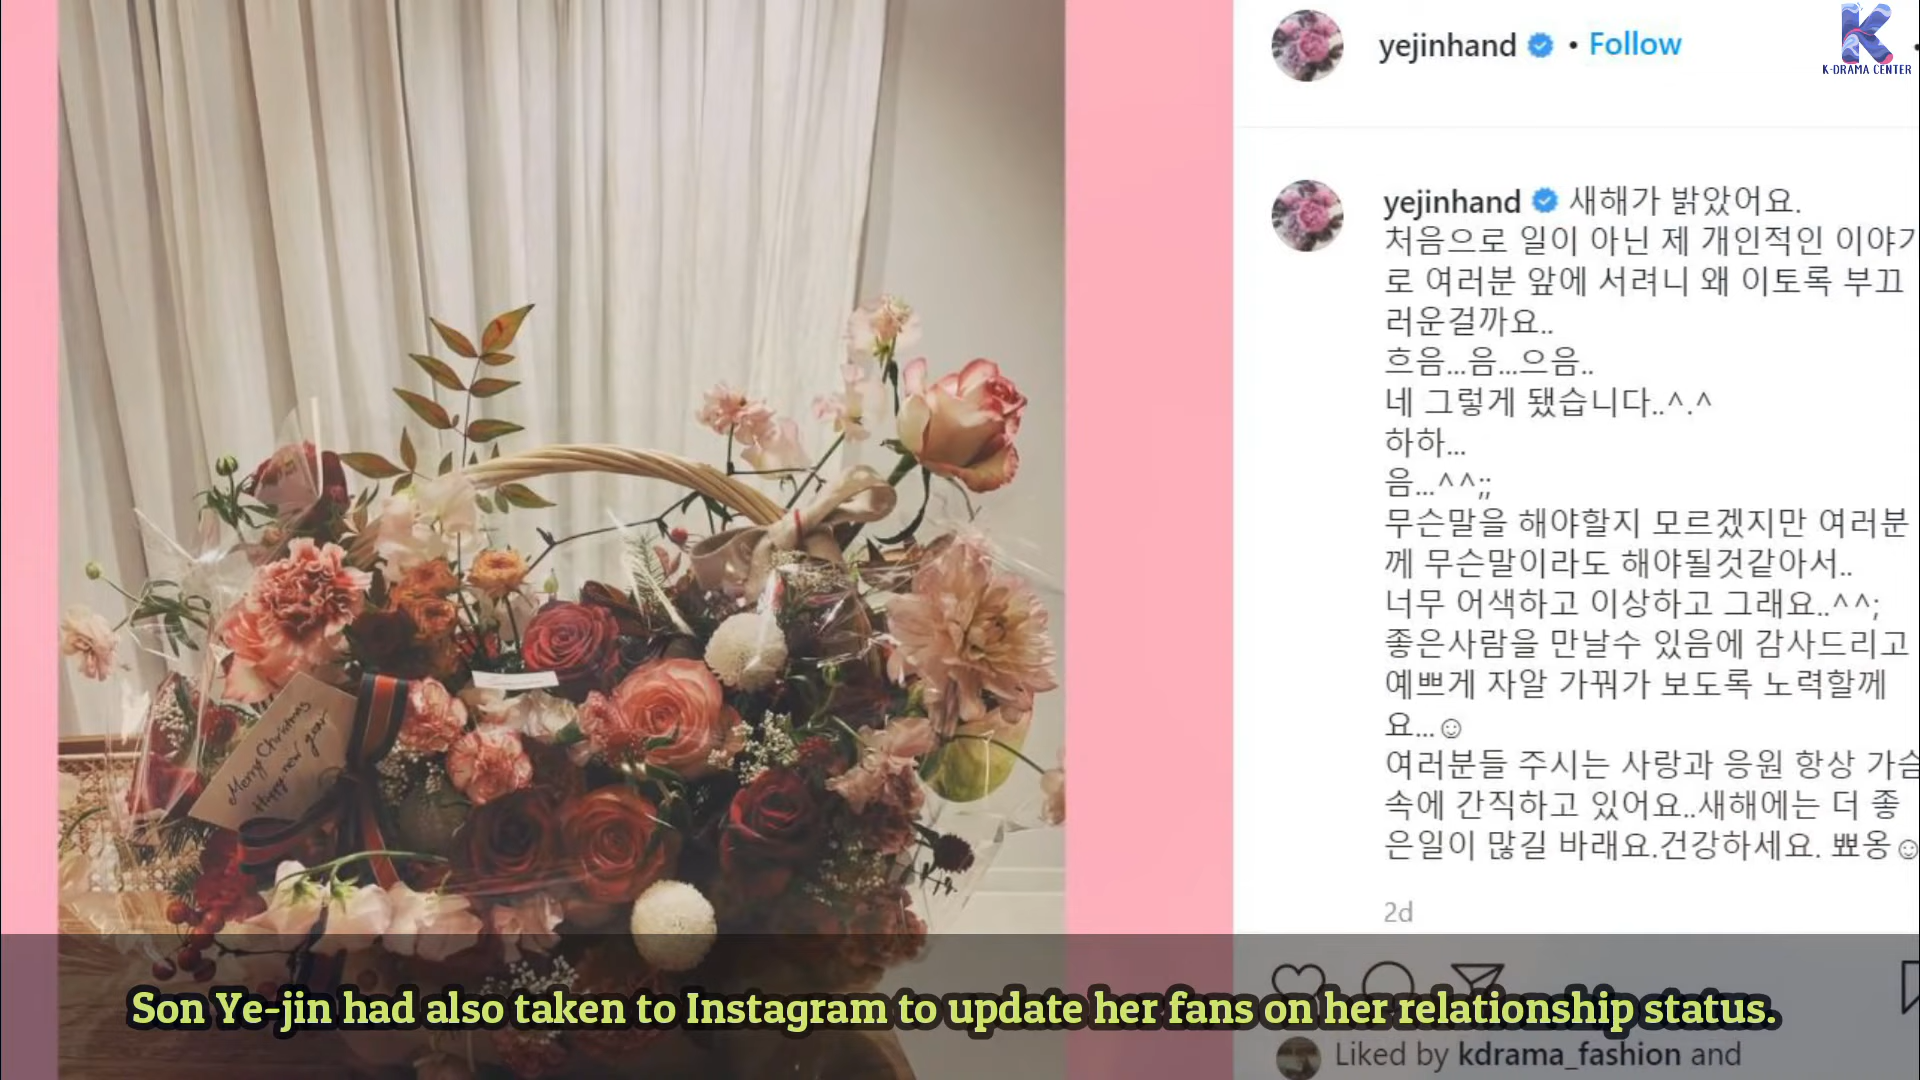 yejinhand • Follow
K-DRAMA CENTER
yejinhand 새해가 밝았어요.
처음으로 일이 아닌 제 개인적인 이야기
로 여러분 앞에 서려니 왜 이토록 부끄
러운걸까요..
흐음...음...으음..
네 그렇게 됐습니다..^.^
하하...
음...^^;;
무슨말을 해야할지 모르겠지만 여러분
께 무슨말이라도 해야될것같아서..
너무 어색하고 이상하고 그래요..^^;
좋은사람을 만날수 있음에 감사드리고
예쁘게 자알 가꿔가 보도록 노력할께
요...☺
여러분들 주시는 사랑과 응원 항상 가슴
속에 간직하고 있어요..새해에는 더 좋
은일이 많길 바래요.건강하세요. 뾰옹☺
2d
Merry Christmas
Happy new year
Son Ye-jin had also taken to Instagram to update her fans on her relationship status.
Liked by kdrama_fashion and